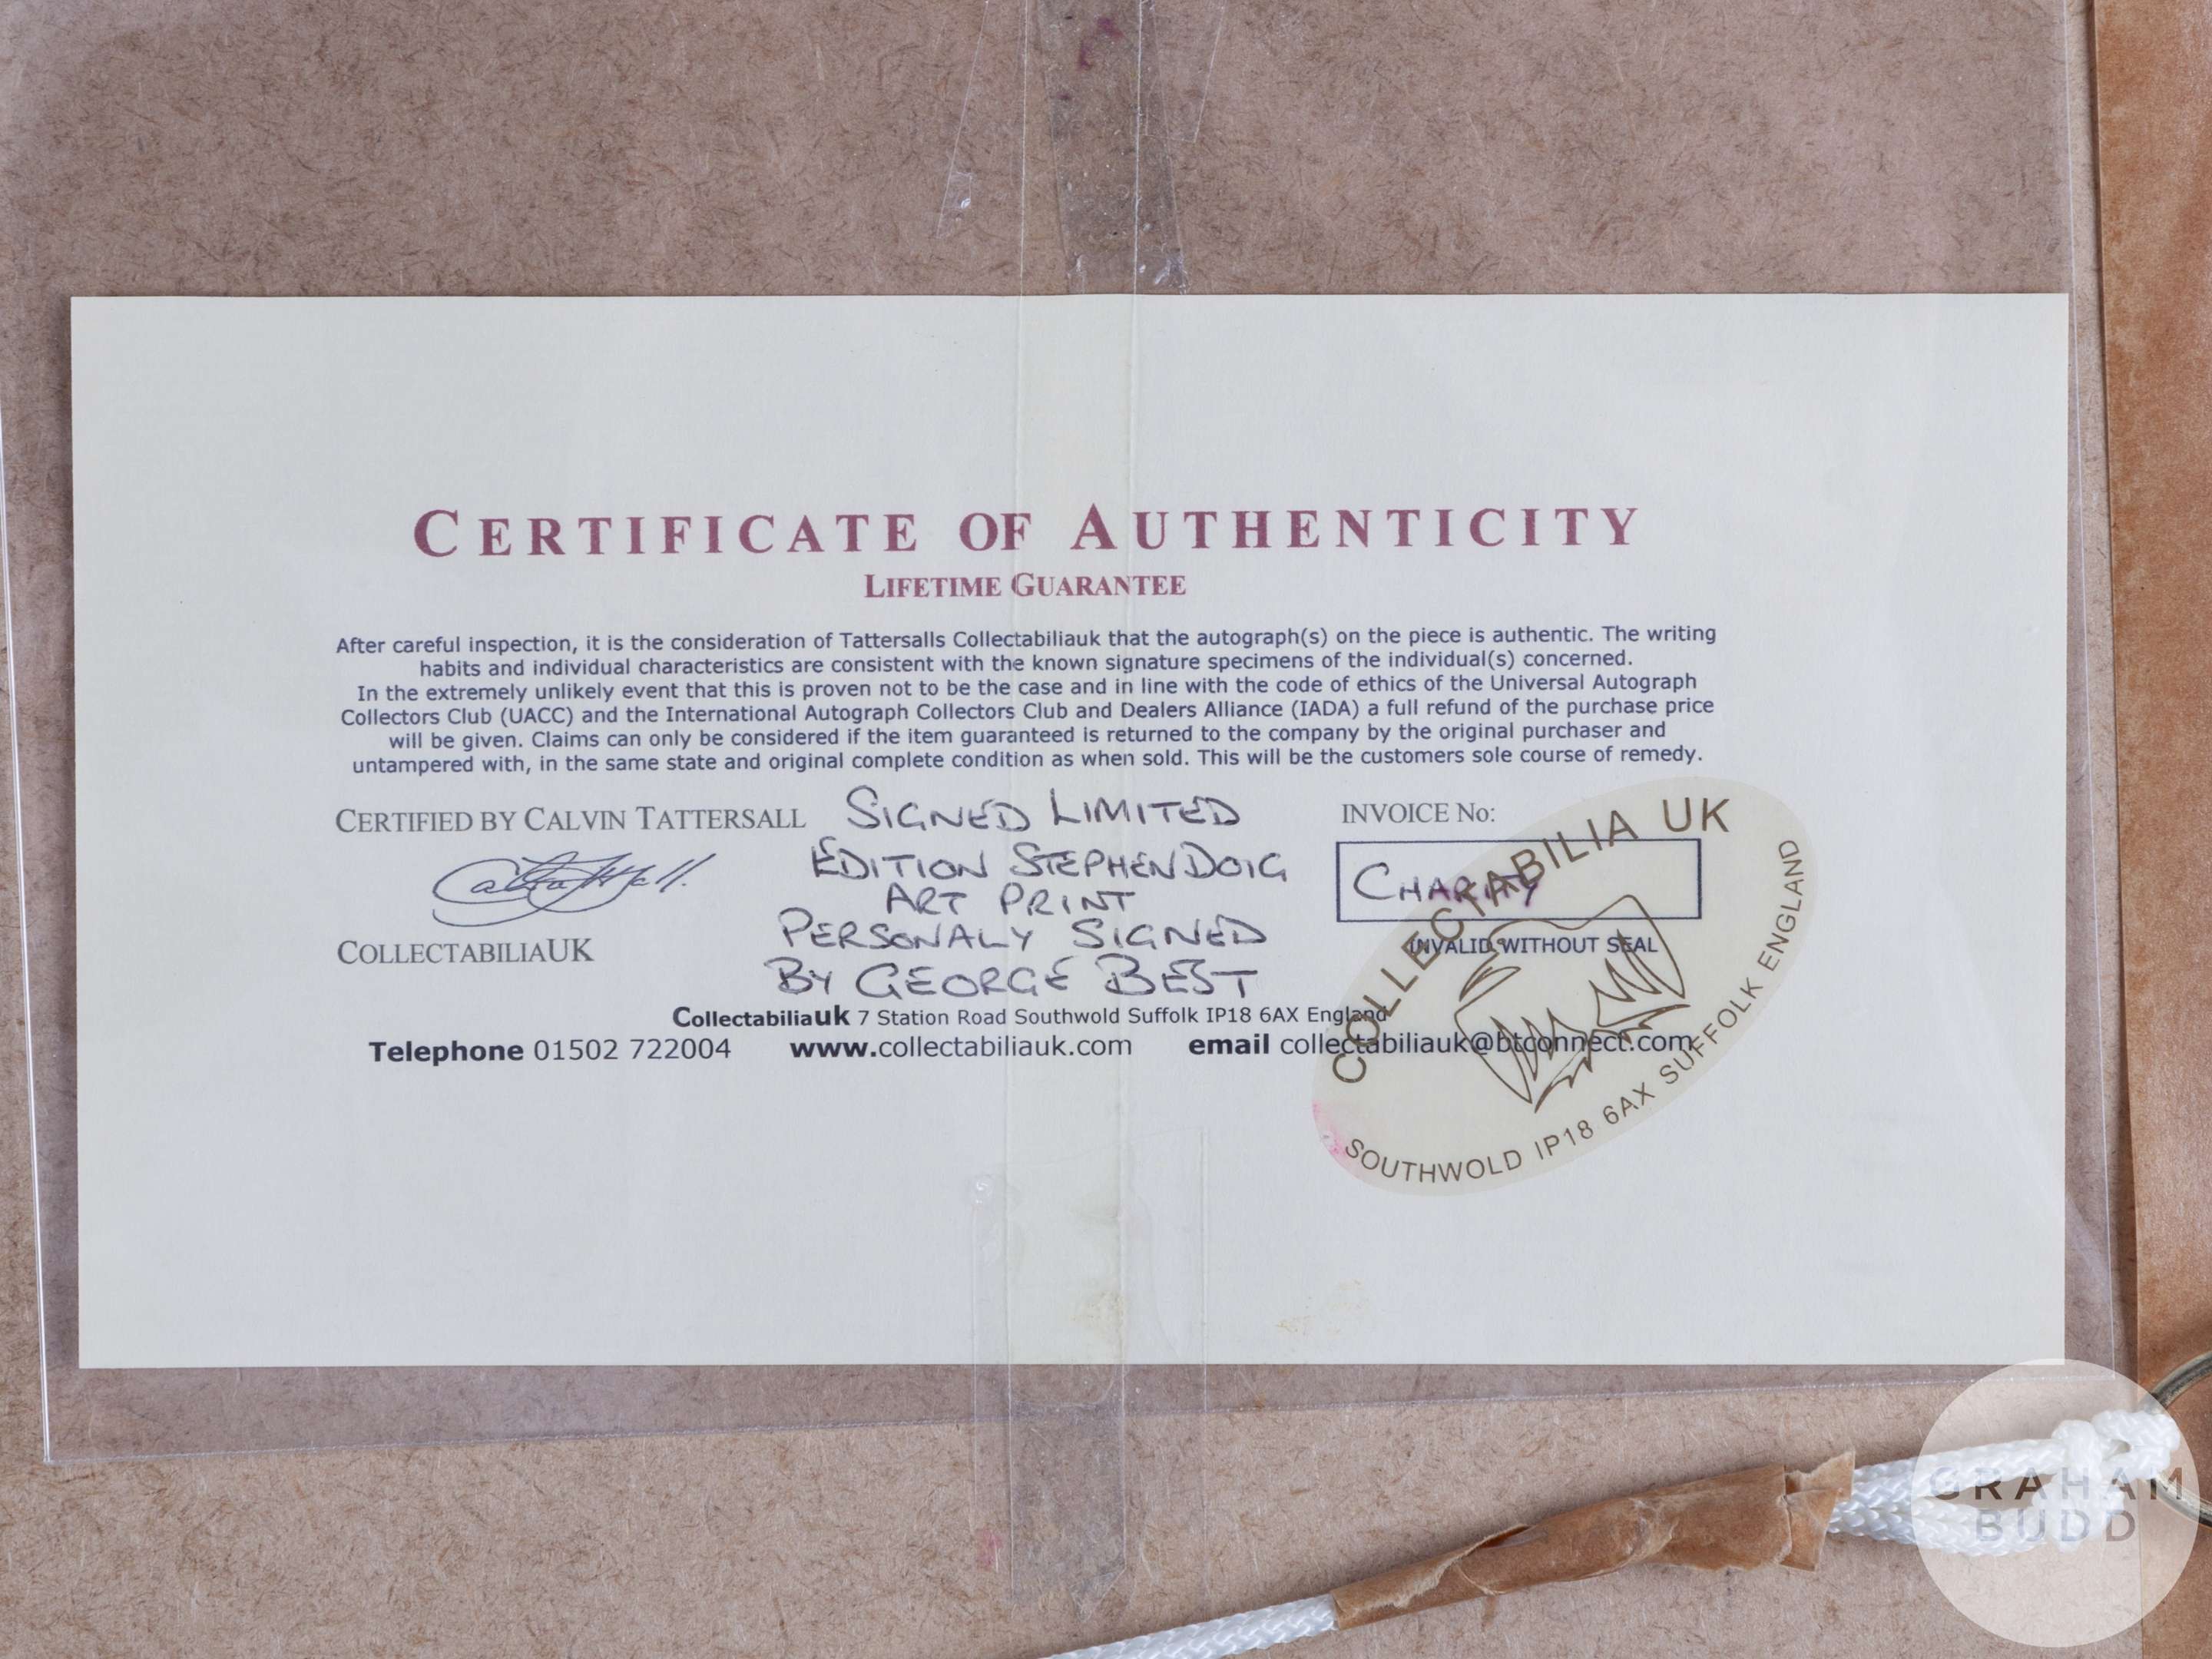 CERTIFICATE OF AUTHENTICITY
LIFETIME GUARANTEE
After careful inspection, it is the consideration of Tattersalls Collectabiliauk that the autograph(s) on the piece is authentic. The writing
habits and individual characteristics are consistent with the known signature specimens of the individual(s) concerned.
In the extremely unlikely event that this is proven not to be the case and in line with the code of ethics of the Universal Autograph
Collectors Club (UACC) and the International Autograph Collectors Club and Dealers Alliance (IADA) a full refund of the purchase price
will be given. Claims can only be considered if the item guaranteed is returned to the company by the original purchaser and
untampered with, in the same state and original complete condition as when sold. This will be the customers sole course of remedy.
CERTIFIED BY CALVIN TATTERSALL
COLLECTABILIAUK
SIGNED LIMITED
EDITION STEPHEN DOIG
ART PRINT
PERSONALY SIGNED
BY GEORGE BEST
INVOICE No:
CHARITY
INVALID WITHOUT SEAL
COLLECTABILIA UK
SOUTHWOLD IP18 6AX SUFFOLK ENGLAND
Collectabiliauk 7 Station Road Southwold Suffolk IP18 6AX England
Telephone 01502 722004 www.collectabiliauk.com email collectabiliauk@btconnect.com
GRAHAM
BUDD